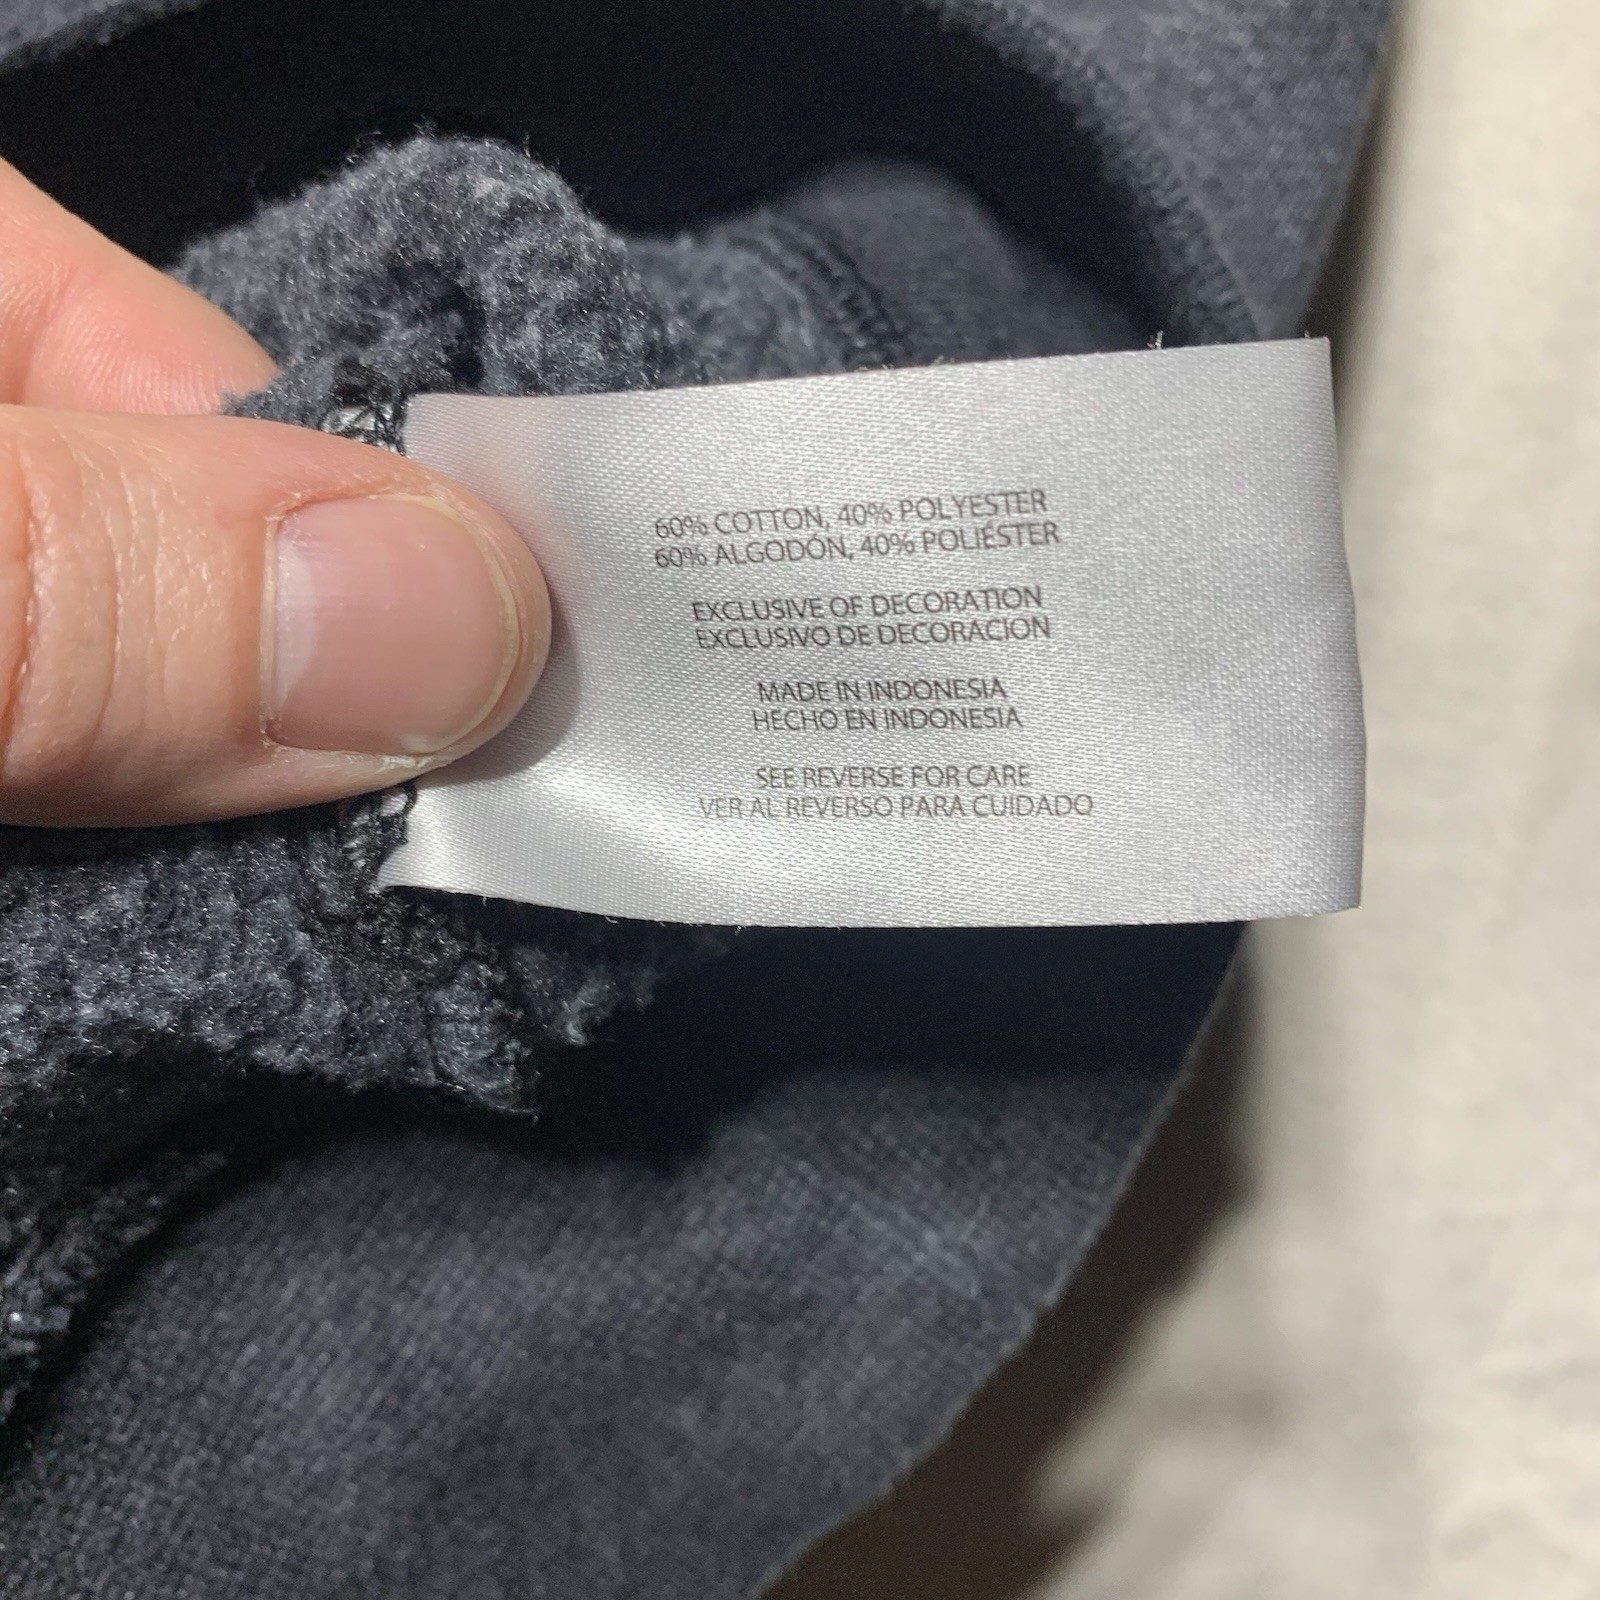 60% COTTON, 40% POLYESTER
60% ALGODÓN, 40% POLIÉSTER
EXCLUSIVE OF DECORATION
EXCLUSIVO DE DECORACION
MADE IN INDONESIA
HECHO EN INDONESIA
SEE REVERSE FOR CARE
VER AL REVERSO PARA CUIDADO